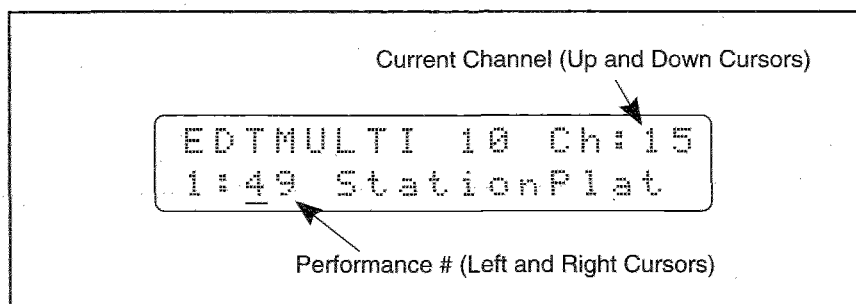 Current Channel (Up and Down Cursors)
EDTMULTI 10 Ch:15
1:49 StationPlat
Performance # (Left and Right Cursors)